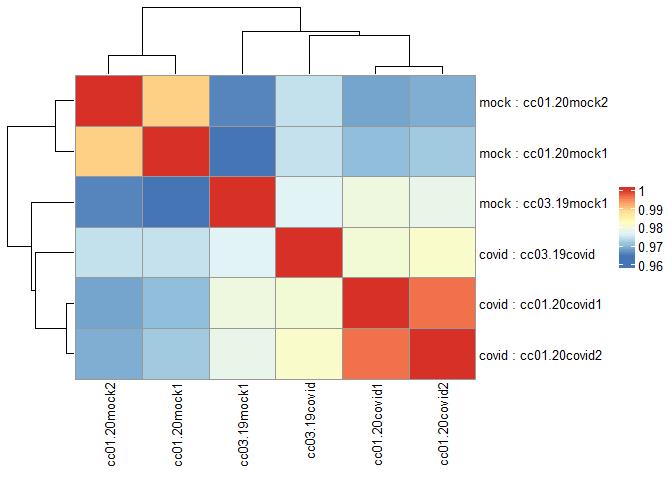 mock : cc01.20mock2
mock : cc01.20mock1
mock : cc03.19mock1
covid : cc03.19covid
covid : cc01.20covid1
covid : cc01.20covid2
1
0.99
0.98
0.97
0.96
cc01.20mock2
cc01.20mock1
cc03.19mock1
cc03.19covid
cc01.20covid1
cc01.20covid2